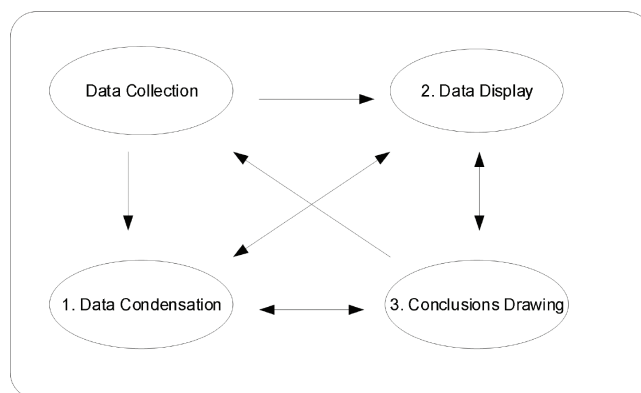 Data Collection
2. Data Display
1. Data Condensation
3. Conclusions Drawing